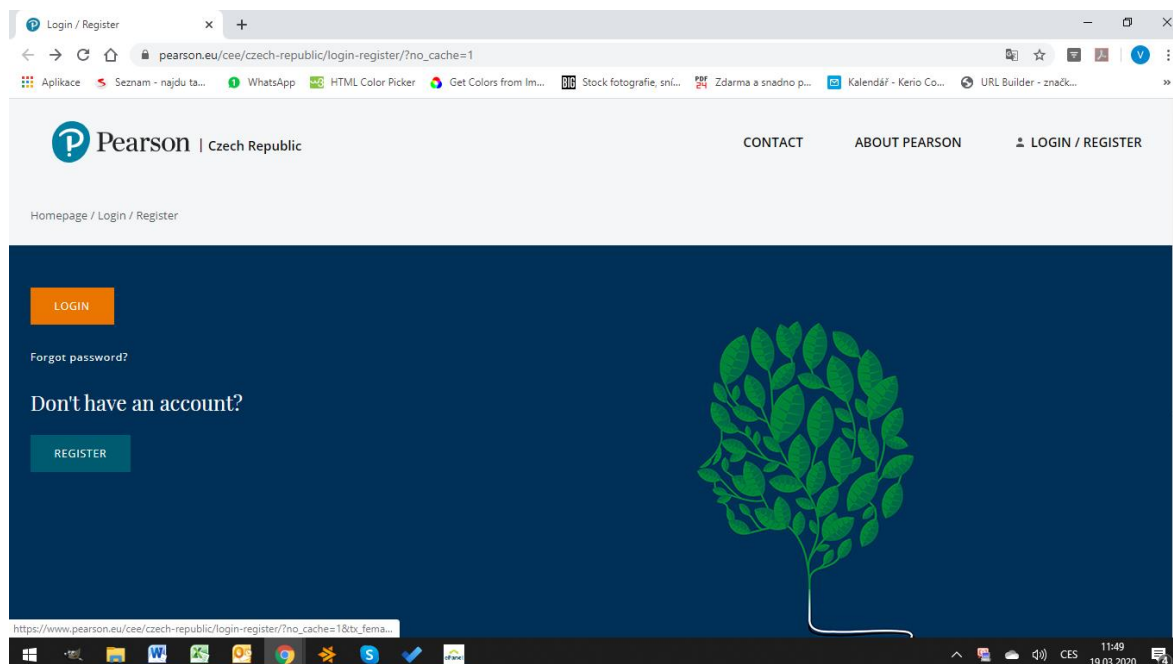 Login / Register
pearson.eu/cee/czech-republic/login-register/?no_cache=1
V
Aplikace Seznam - najdu ta... WhatsApp HTML Color Picker Get Colors from Im... Stock fotografie, sní... Zdarma a snadno p... Kalendář - Kerio Co... URL Builder - značk... »
Pearson | Czech Republic CONTACT ABOUT PEARSON LOGIN / REGISTER
Homepage / Login / Register
LOGIN
Forgot password?
Don't have an account?
REGISTER
https://www.pearson.eu/cee/czech-republic/login-register/?no_cache=1&tx_fema...
CES 11:49
19.03.2020